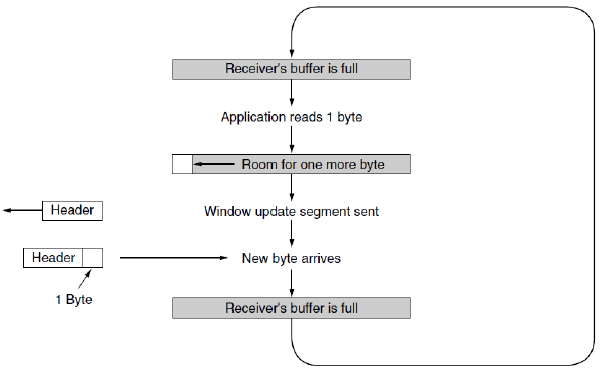 Receiver's buffer is full
Application reads 1 byte
Room for one more byte
Header
Window update segment sent
Header
New byte arrives
1 Byte
Receiver's buffer is full